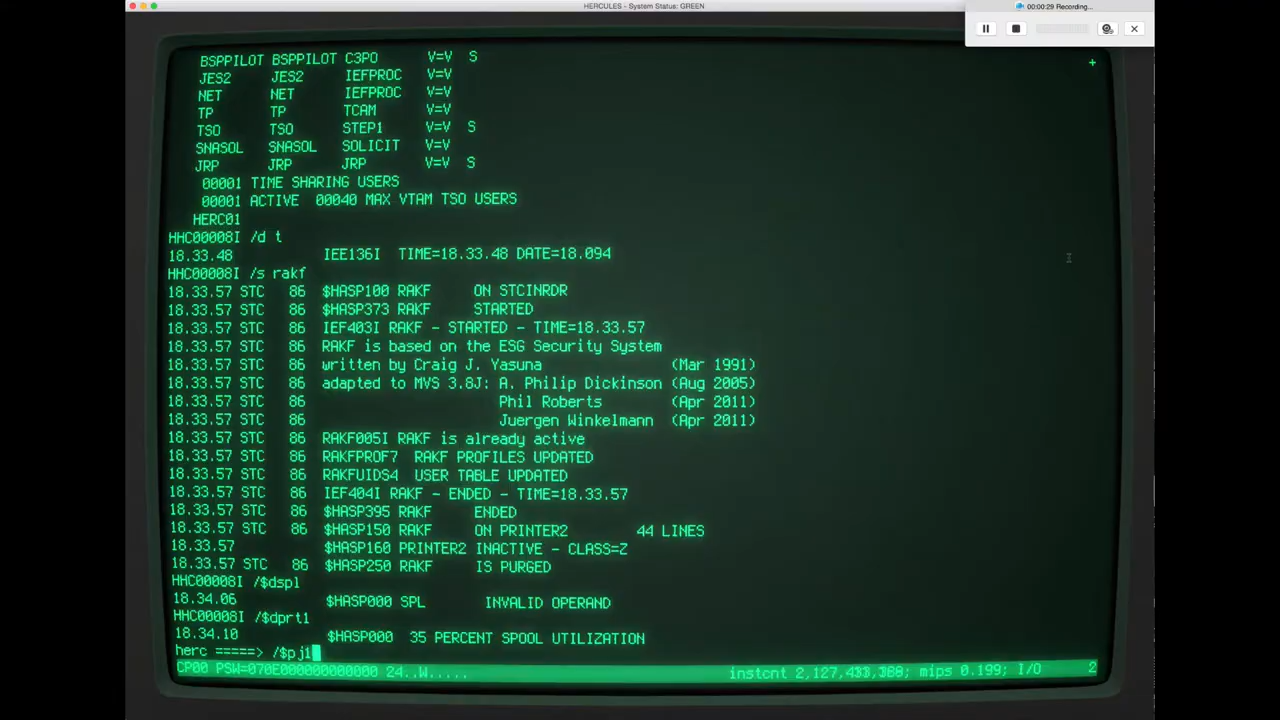 HERCULES - System Status: GREEN
00:00:29 Recording...
BSPPILOT BSPPILOT C3PO V=V S
JES2 JES2 IEFPROC V=V
NET NET IEFPROC V=V
TP TP TCAM V=V
TSO TSO STEP1 V=V S
SNASOL SNASOL SOLICIT V=V
JRP JRP JRP V=V S
00001 TIME SHARING USERS
00001 ACTIVE 00040 MAX VTAM TSO USERS
HERC01
HHC00008I /d t
18.33.48 IEE136I TIME=18.33.48 DATE=18.094
HHC00008I /s rakf
18.33.57 STC 86 $HASP100 RAKF ON STCINRDR
18.33.57 STC 86 $HASP373 RAKF STARTED
18.33.57 STC 86 IEF403I RAKF - STARTED - TIME=18.33.57
18.33.57 STC 86 RAKF is based on the ESG Security System
18.33.57 STC 86 written by Craig J. Yasuna (Mar 1991)
18.33.57 STC 86 adapted to MVS 3.8J: A. Philip Dickinson (Aug 2005)
18.33.57 STC 86 Phil Roberts (Apr 2011)
18.33.57 STC 86 Juergen Winkelmann (Apr 2011)
18.33.57 STC 86 RAKF005I RAKF is already active
18.33.57 STC 86 RAKFPROF7 RAKF PROFILES UPDATED
18.33.57 STC 86 RAKFUIDS4 USER TABLE UPDATED
18.33.57 STC 86 IEF404I RAKF - ENDED - TIME=18.33.57
18.33.57 STC 86 $HASP395 RAKF ENDED
18.33.57 STC 86 $HASP150 RAKF ON PRINTER2 44 LINES
18.33.57 $HASP160 PRINTER2 INACTIVE - CLASS=Z
18.33.57 STC 86 $HASP250 RAKF IS PURGED
HHC00008I /$dspl
18.34.06 $HASP000 SPL INVALID OPERAND
HHC00008I /$dprt1
18.34.10 $HASP000 35 PERCENT SPOOL UTILIZATION
herc =====> /$pj1
CP00 PSW=070E000000000000 24..W..... mips 0.199; I/O 2